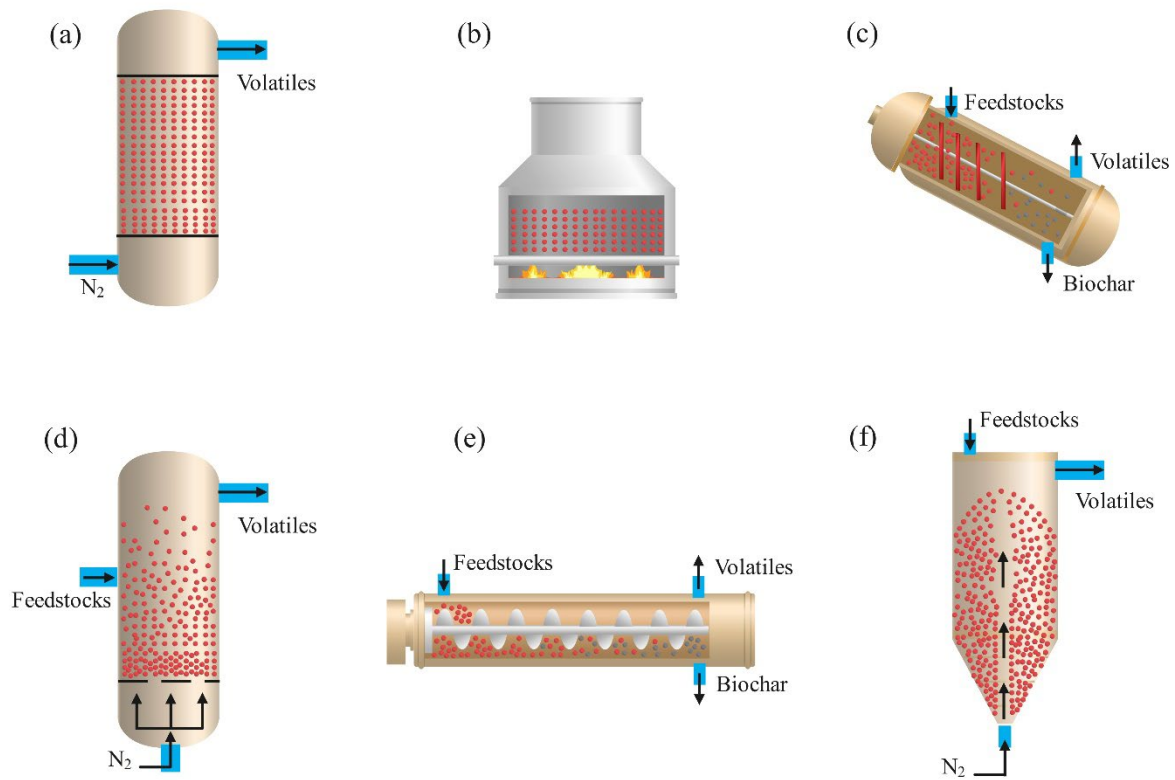 (a)
Volatiles
N₂
(b)
(c)
Feedstocks
Volatiles
Biochar
(d)
Volatiles
Feedstocks
N₂
(e)
Feedstocks
Volatiles
Biochar
(f)
Feedstocks
Volatiles
N₂